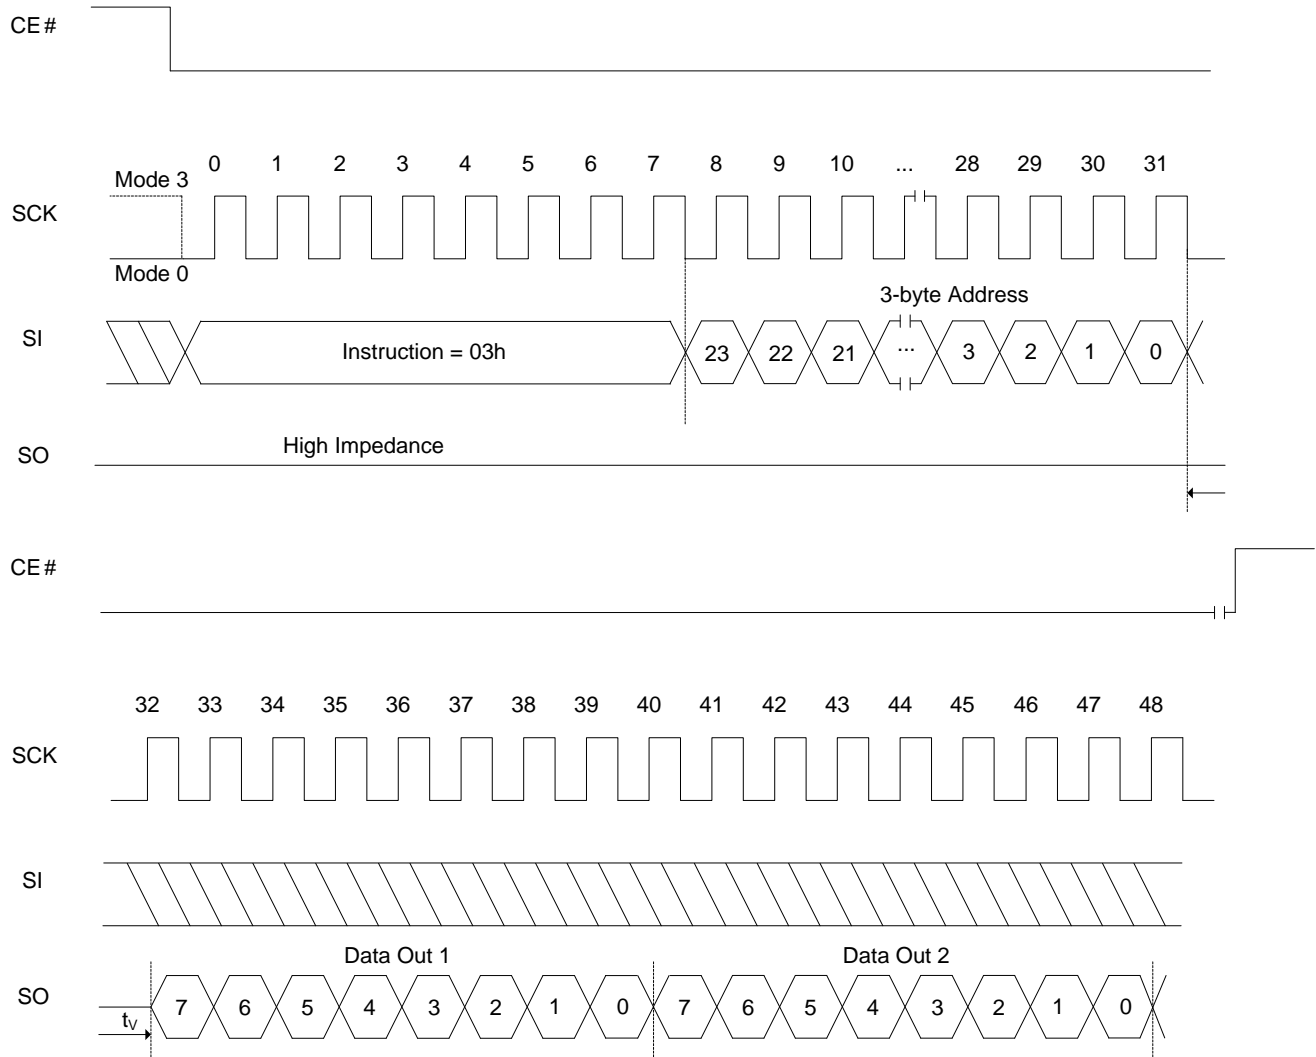 CE#
0 1 2 3 4 5 6 7 8 9 10 ... 28 29 30 31
Mode 3
SCK
Mode 0
3-byte Address
SI
Instruction = 03h
23 22 21 ... 3 2 1 0
High Impedance
SO
CE#
32 33 34 35 36 37 38 39 40 41 42 43 44 45 46 47 48
SCK
SI
Data Out 1 Data Out 2
SO
7 6 5 4 3 2 1 0 7 6 5 4 3 2 1 0
tV